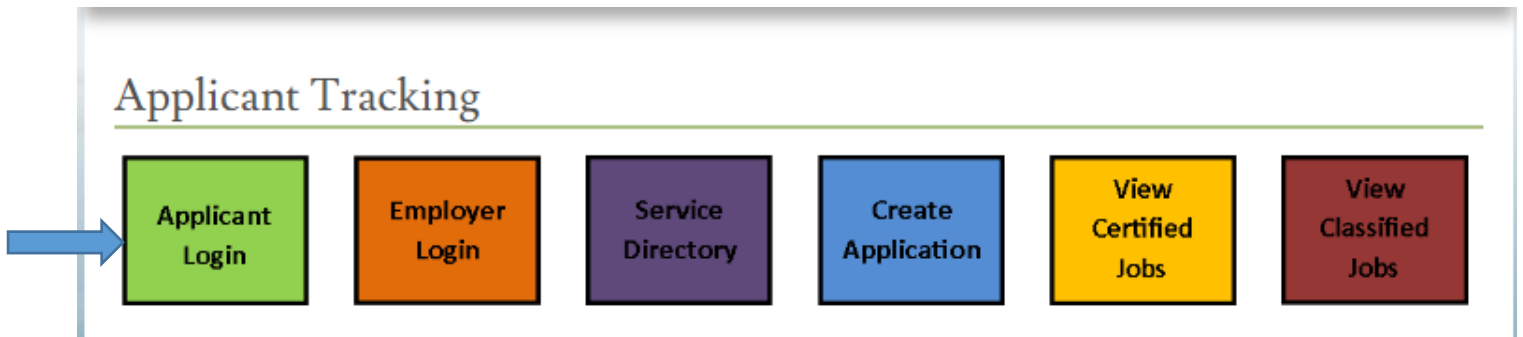 Applicant Tracking
Applicant
Login
Employer
Login
Service
Directory
Create
Application
View
Certified
Jobs
View
Classified
Jobs